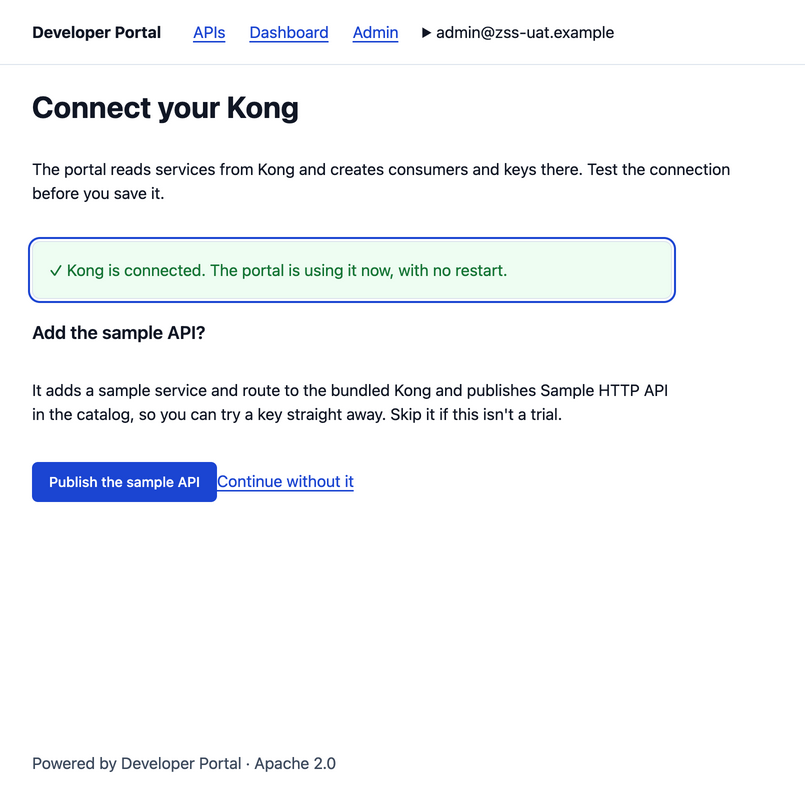 Developer Portal APIs Dashboard Admin ▶ admin@zss-uat.example
Connect your Kong
The portal reads services from Kong and creates consumers and keys there. Test the connection
before you save it.
✓ Kong is connected. The portal is using it now, with no restart.
Add the sample API?
It adds a sample service and route to the bundled Kong and publishes Sample HTTP API
in the catalog, so you can try a key straight away. Skip it if this isn't a trial.
Publish the sample API Continue without it
Powered by Developer Portal · Apache 2.0